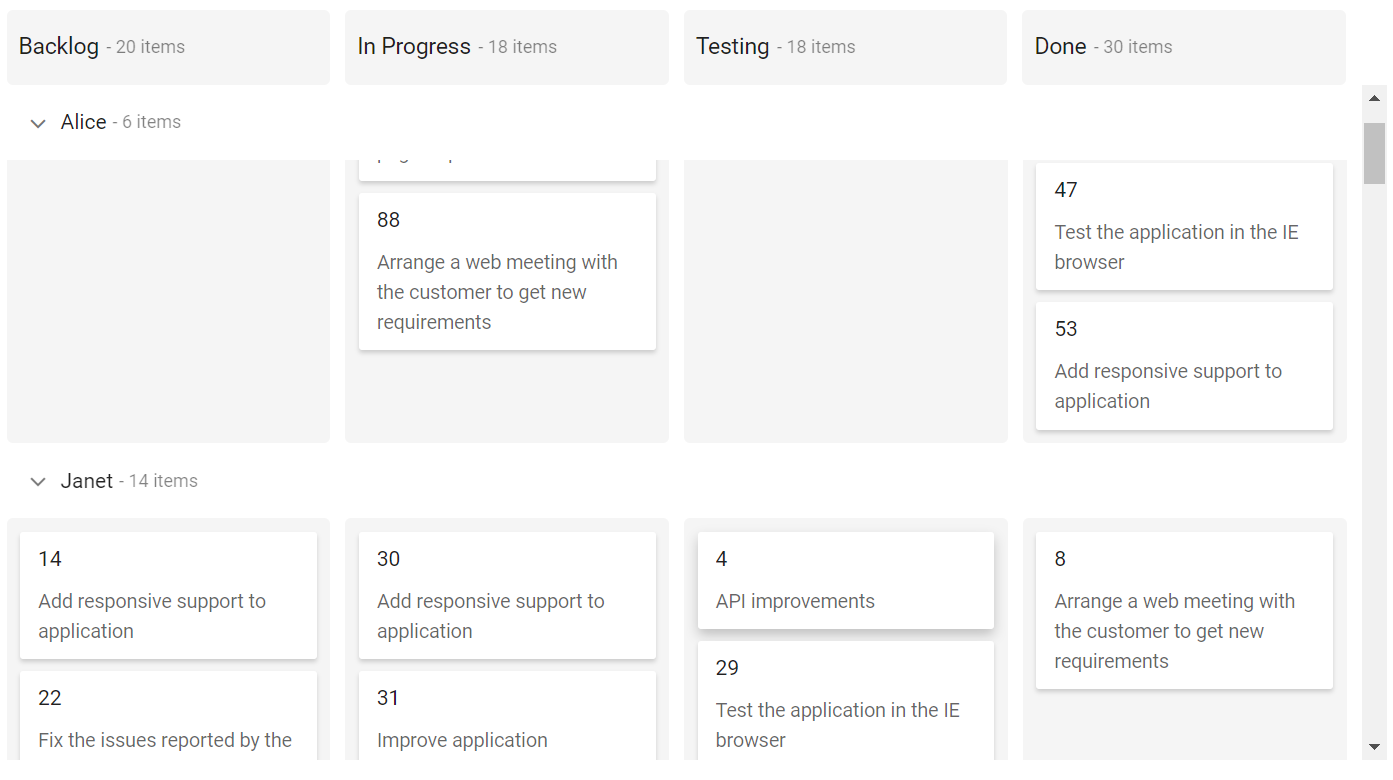 Backlog - 20 items
In Progress - 18 items
Testing - 18 items
Done - 30 items
Alice - 6 items
88
Arrange a web meeting with
the customer to get new
requirements
47
Test the application in the IE
browser
53
Add responsive support to
application
Janet - 14 items
14
Add responsive support to
application
22
Fix the issues reported by the
30
Add responsive support to
application
31
Improve application
4
API improvements
29
Test the application in the IE
browser
8
Arrange a web meeting with
the customer to get new
requirements